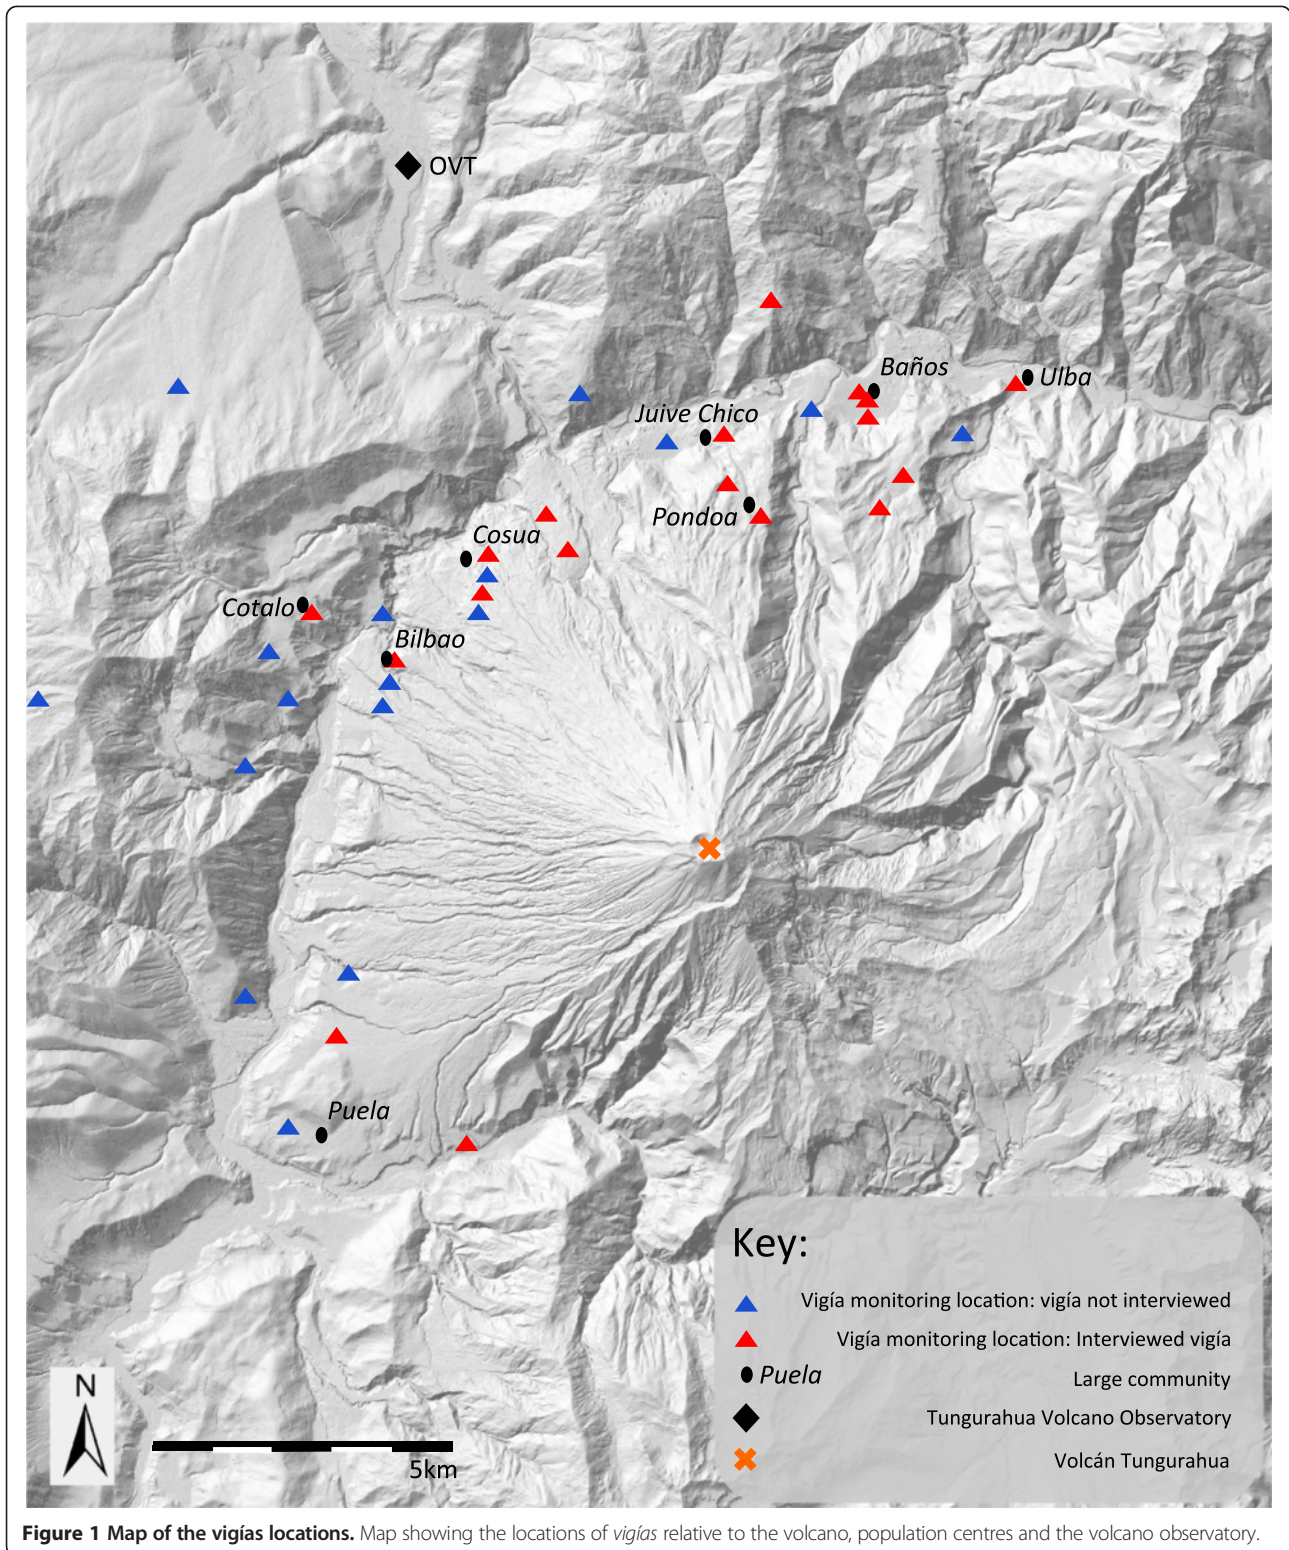 OVT
Baños
Ulba
Juive Chico
Pondoa
Cosua
Cotalo
Bilbao
Puela
Key:
Vigía monitoring location: vigía not interviewed
Vigía monitoring location: Interviewed vigía
Puela Large community
Tungurahua Volcano Observatory
Volcán Tungurahua
N
5km
Figure 1 Map of the vigías locations. Map showing the locations of vigías relative to the volcano, population centres and the volcano observatory.